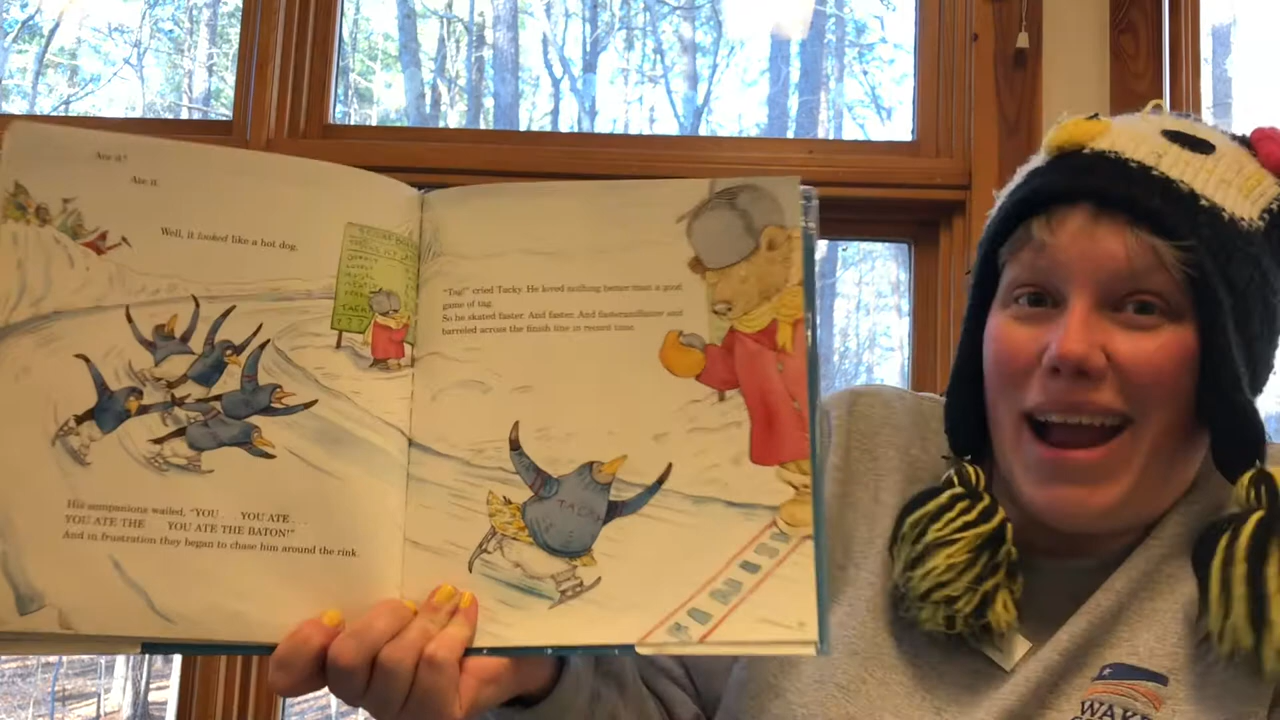 Ate it!
Ate it.
Well, it looked like a hot dog.
TACKY
His companions wailed, "YOU . . . YOU ATE . . .
YOU ATE THE YOU ATE THE BATON!"
And in frustration they began to chase him around the rink.
"Tag!" cried Tacky. He loved nothing better than a good
game of tag.
So he skated faster. And faster. And fasterandfaster and
barreled across the finish line in record time.
TACKY
WAKE